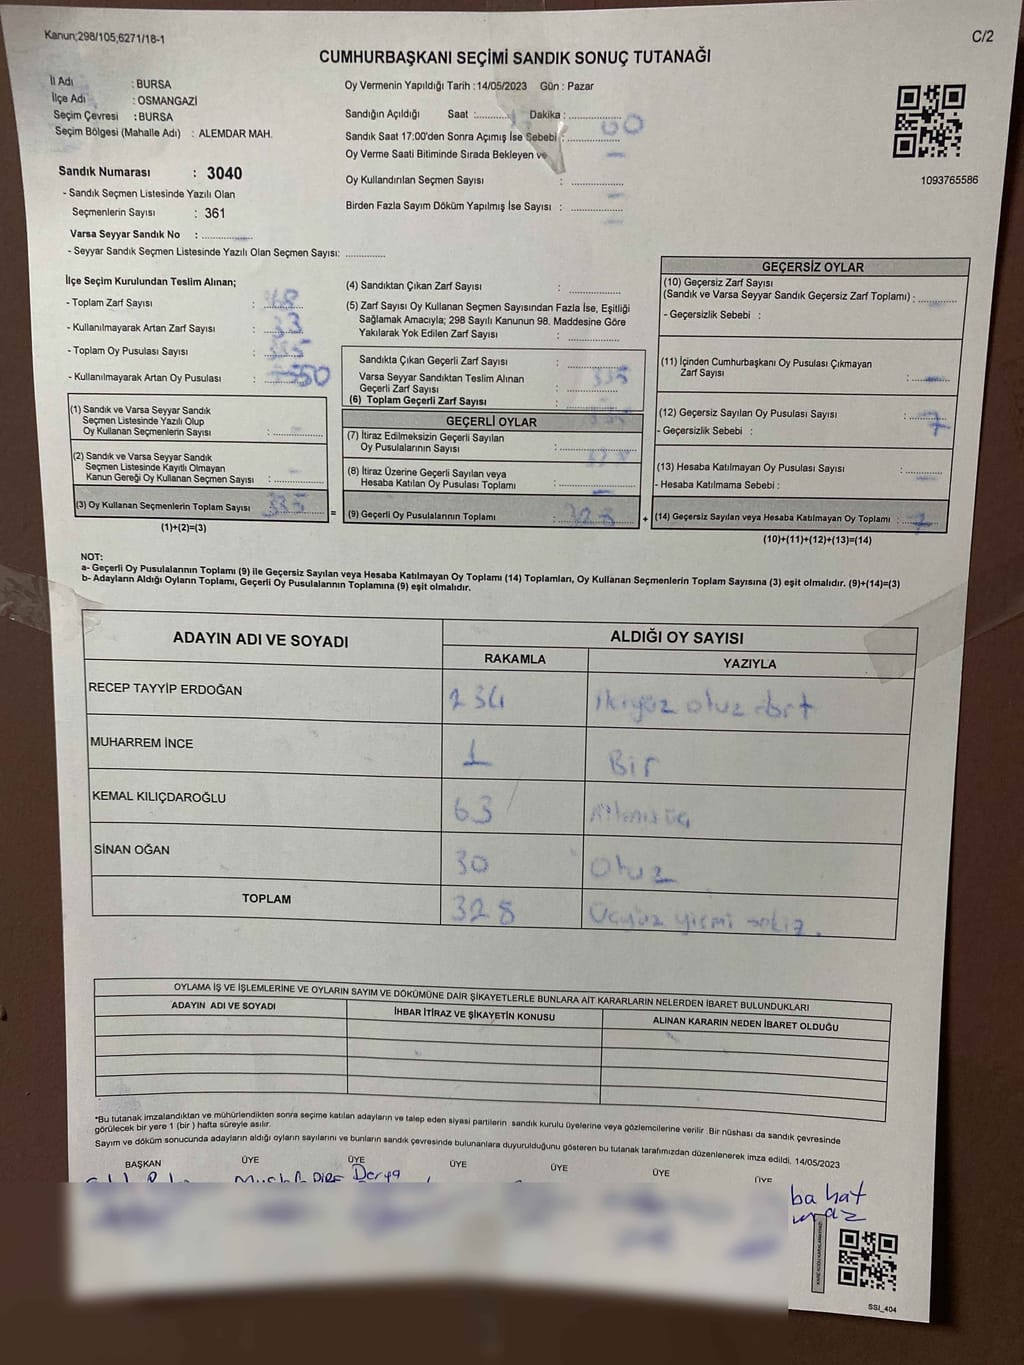 Kanun;298/105,6271/18-1
C/2
CUMHURBAŞKANI SEÇİMİ SANDIK SONUÇ TUTANAĞI
İl Adı : BURSA
İlçe Adı : OSMANGAZİ
Seçim Çevresi : BURSA
Seçim Bölgesi (Mahalle Adı) : ALEMDAR MAH.
Oy Vermenin Yapıldığı Tarih :14/05/2023 Gün : Pazar
Sandığın Açıldığı Saat :......... Dakika :............
Sandık Saat 17:00'den Sonra Açımış İse Sebebi :............
Oy Verme Saati Bitiminde Sırada Bekleyen ve
Oy Kullandırılan Seçmen Sayısı : ............
Birden Fazla Sayım Döküm Yapılmış İse Sayısı : ............
1093765586
Sandık Numarası : 3040
- Sandık Seçmen Listesinde Yazılı Olan
Seçmenlerin Sayısı : 361
Varsa Seyyar Sandık No : ............
- Seyyar Sandık Seçmen Listesinde Yazılı Olan Seçmen Sayısı: ............
İlçe Seçim Kurulundan Teslim Alınan;
- Toplam Zarf Sayısı :
- Kullanılmayarak Artan Zarf Sayısı : 33
- Toplam Oy Pusulası Sayısı :
- Kullanılmayarak Artan Oy Pusulası :
(1) Sandık ve Varsa Seyyar Sandık
Seçmen Listesinde Yazılı Olup
Oy Kullanan Seçmenlerin Sayısı :
(2) Sandık ve Varsa Seyyar Sandık
Seçmen Listesinde Kayıtlı Olmayan
Kanun Gereği Oy Kullanan Seçmen Sayısı :
(3) Oy Kullanan Seçmenlerin Toplam Sayısı 335
=
(1)+(2)=(3)
(4) Sandıktan Çıkan Zarf Sayısı : ............
(5) Zarf Sayısı Oy Kullanan Seçmen Sayısından Fazla İse, Eşitliği
Sağlamak Amacıyla; 298 Sayılı Kanunun 98. Maddesine Göre
Yakılarak Yok Edilen Zarf Sayısı : ............
Sandıkta Çıkan Geçerli Zarf Sayısı :
Varsa Seyyar Sandıktan Teslim Alınan
Geçerli Zarf Sayısı : 335
(6) Toplam Geçerli Zarf Sayısı :
GEÇERLİ OYLAR
(7) İtiraz Edilmeksizin Geçerli Sayılan
Oy Pusulalarının Sayısı :
(8) İtiraz Üzerine Geçerli Sayılan veya
Hesaba Katılan Oy Pusulası Toplamı :
(9) Geçerli Oy Pusulalarının Toplamı : 328
+
GEÇERSİZ OYLAR
(10) Geçersiz Zarf Sayısı
(Sandık ve Varsa Seyyar Sandık Geçersiz Zarf Toplamı) :
- Geçersizlik Sebebi :
(11) İçinden Cumhurbaşkanı Oy Pusulası Çıkmayan
Zarf Sayısı :
(12) Geçersiz Sayılan Oy Pusulası Sayısı : 7
- Geçersizlik Sebebi :
(13) Hesaba Katılmayan Oy Pusulası Sayısı :
- Hesaba Katılmama Sebebi :
(14) Geçersiz Sayılan veya Hesaba Katılmayan Oy Toplamı : 7
(10)+(11)+(12)+(13)=(14)
NOT:
a- Geçerli Oy Pusulalarının Toplamı (9) ile Geçersiz Sayılan veya Hesaba Katılmayan Oy Toplamı (14) Toplamları, Oy Kullanan Seçmenlerin Toplam Sayısına (3) eşit olmalıdır. (9)+(14)=(3)
b- Adayların Aldığı Oyların Toplamı, Geçerli Oy Pusulalarının Toplamına (9) eşit olmalıdır.
ADAYIN ADI VE SOYADI ALDIĞI OY SAYISI
RAKAMLA YAZIYLA
RECEP TAYYİP ERDOĞAN 234 ikiyüz otuz dört
MUHARREM İNCE 1 Bir
KEMAL KILIÇDAROĞLU 63 Altmış üç
SİNAN OĞAN 30 Otuz
TOPLAM 328 Üçyüz yirmi sekiz.
OYLAMA İŞ VE İŞLEMLERİNE VE OYLARIN SAYIM VE DÖKÜMÜNE DAİR ŞİKAYETLERLE BUNLARA AİT KARARLARIN NELERDEN İBARET BULUNDUKLARI
ADAYIN ADI VE SOYADI İHBAR İTİRAZ VE ŞİKAYETİN KONUSU ALINAN KARARIN NEDEN İBARET OLDUĞU
*Bu tutanak imzalandıktan ve mühürlendikten sonra seçime katılan adayların ve talep eden siyasi partilerin sandık kurulu üyelerine veya gözlemcilerine verilir .Bir nüshası da sandık çevresinde
görülecek bir yere 1 (bir ) hafta süreyle asılır.
Sayım ve döküm sonucunda adayların aldığı oyların sayılarını ve bunların sandık çevresinde bulunanlara duyurulduğunu gösteren bu tutanak tarafımızdan düzenlenerek imza edildi. 14/05/2023
BAŞKAN ÜYE ÜYE ÜYE ÜYE ÜYE ÜYE
Derya
SSI_404